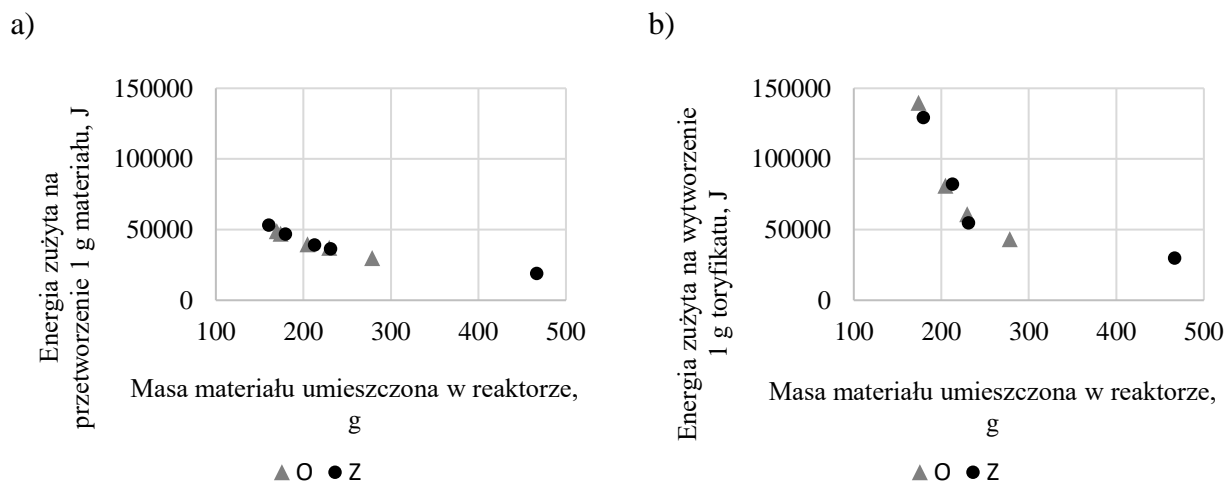 a)
150000
100000
50000
0
100 200 300 400 500
Energia zużyta na
przetworzenie 1 g materiału, J
Masa materiału umieszczona w reaktorze,
g
O Z
b)
150000
100000
50000
0
100 200 300 400 500
Energia zużyta na wytworzenie
1 g toryfikatu, J
Masa materiału umieszczona w reaktorze,
g
O Z